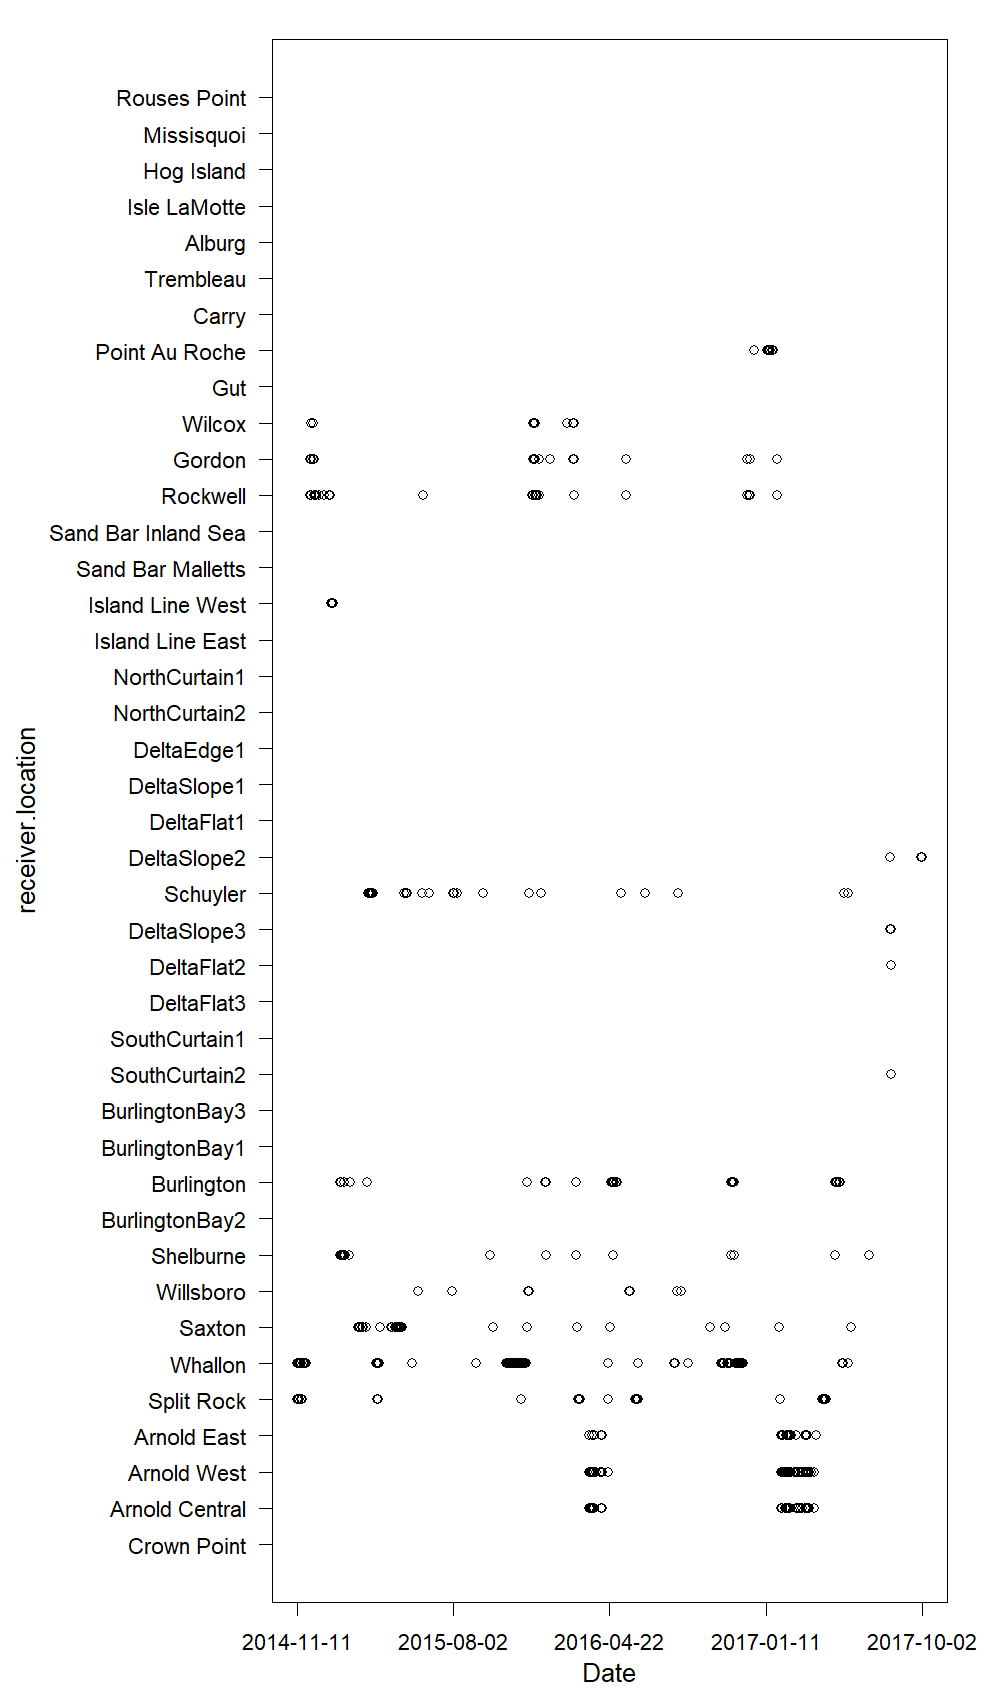 Rouses Point
Missisquoi
Hog Island
Isle LaMotte
Alburg
Trembleau
Carry
Point Au Roche
Gut
Wilcox
Gordon
Rockwell
Sand Bar Inland Sea
Sand Bar Malletts
Island Line West
Island Line East
NorthCurtain1
NorthCurtain2
DeltaEdge1
DeltaSlope1
DeltaFlat1
DeltaSlope2
Schuyler
DeltaSlope3
DeltaFlat2
DeltaFlat3
SouthCurtain1
SouthCurtain2
BurlingtonBay3
BurlingtonBay1
Burlington
BurlingtonBay2
Shelburne
Willsboro
Saxton
Whallon
Split Rock
Arnold East
Arnold West
Arnold Central
Crown Point
receiver.location
2014-11-11 2015-08-02 2016-04-22 2017-01-11 2017-10-02
Date